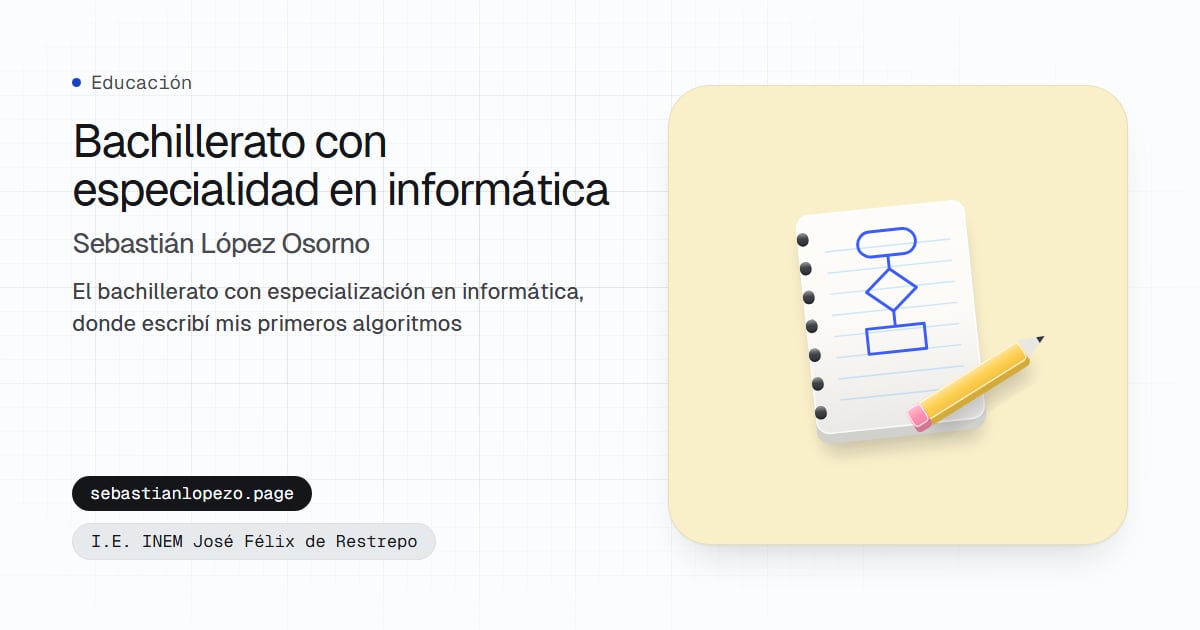 Educación
Bachillerato con
especialidad en informática
Sebastián López Osorno
El bachillerato con especialización en informática,
donde escribí mis primeros algoritmos
sebastianlopezo.page
I.E. INEM José Félix de Restrepo